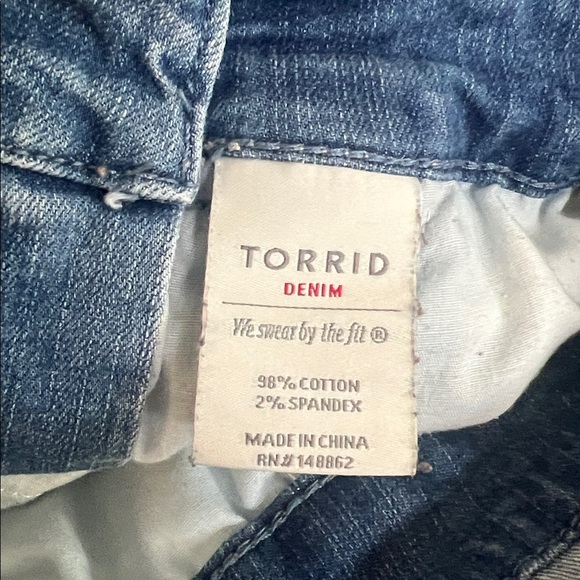 TORRID
DENIM
We swear by the fit ®
98% COTTON
2% SPANDEX
MADE IN CHINA
RN# 148862